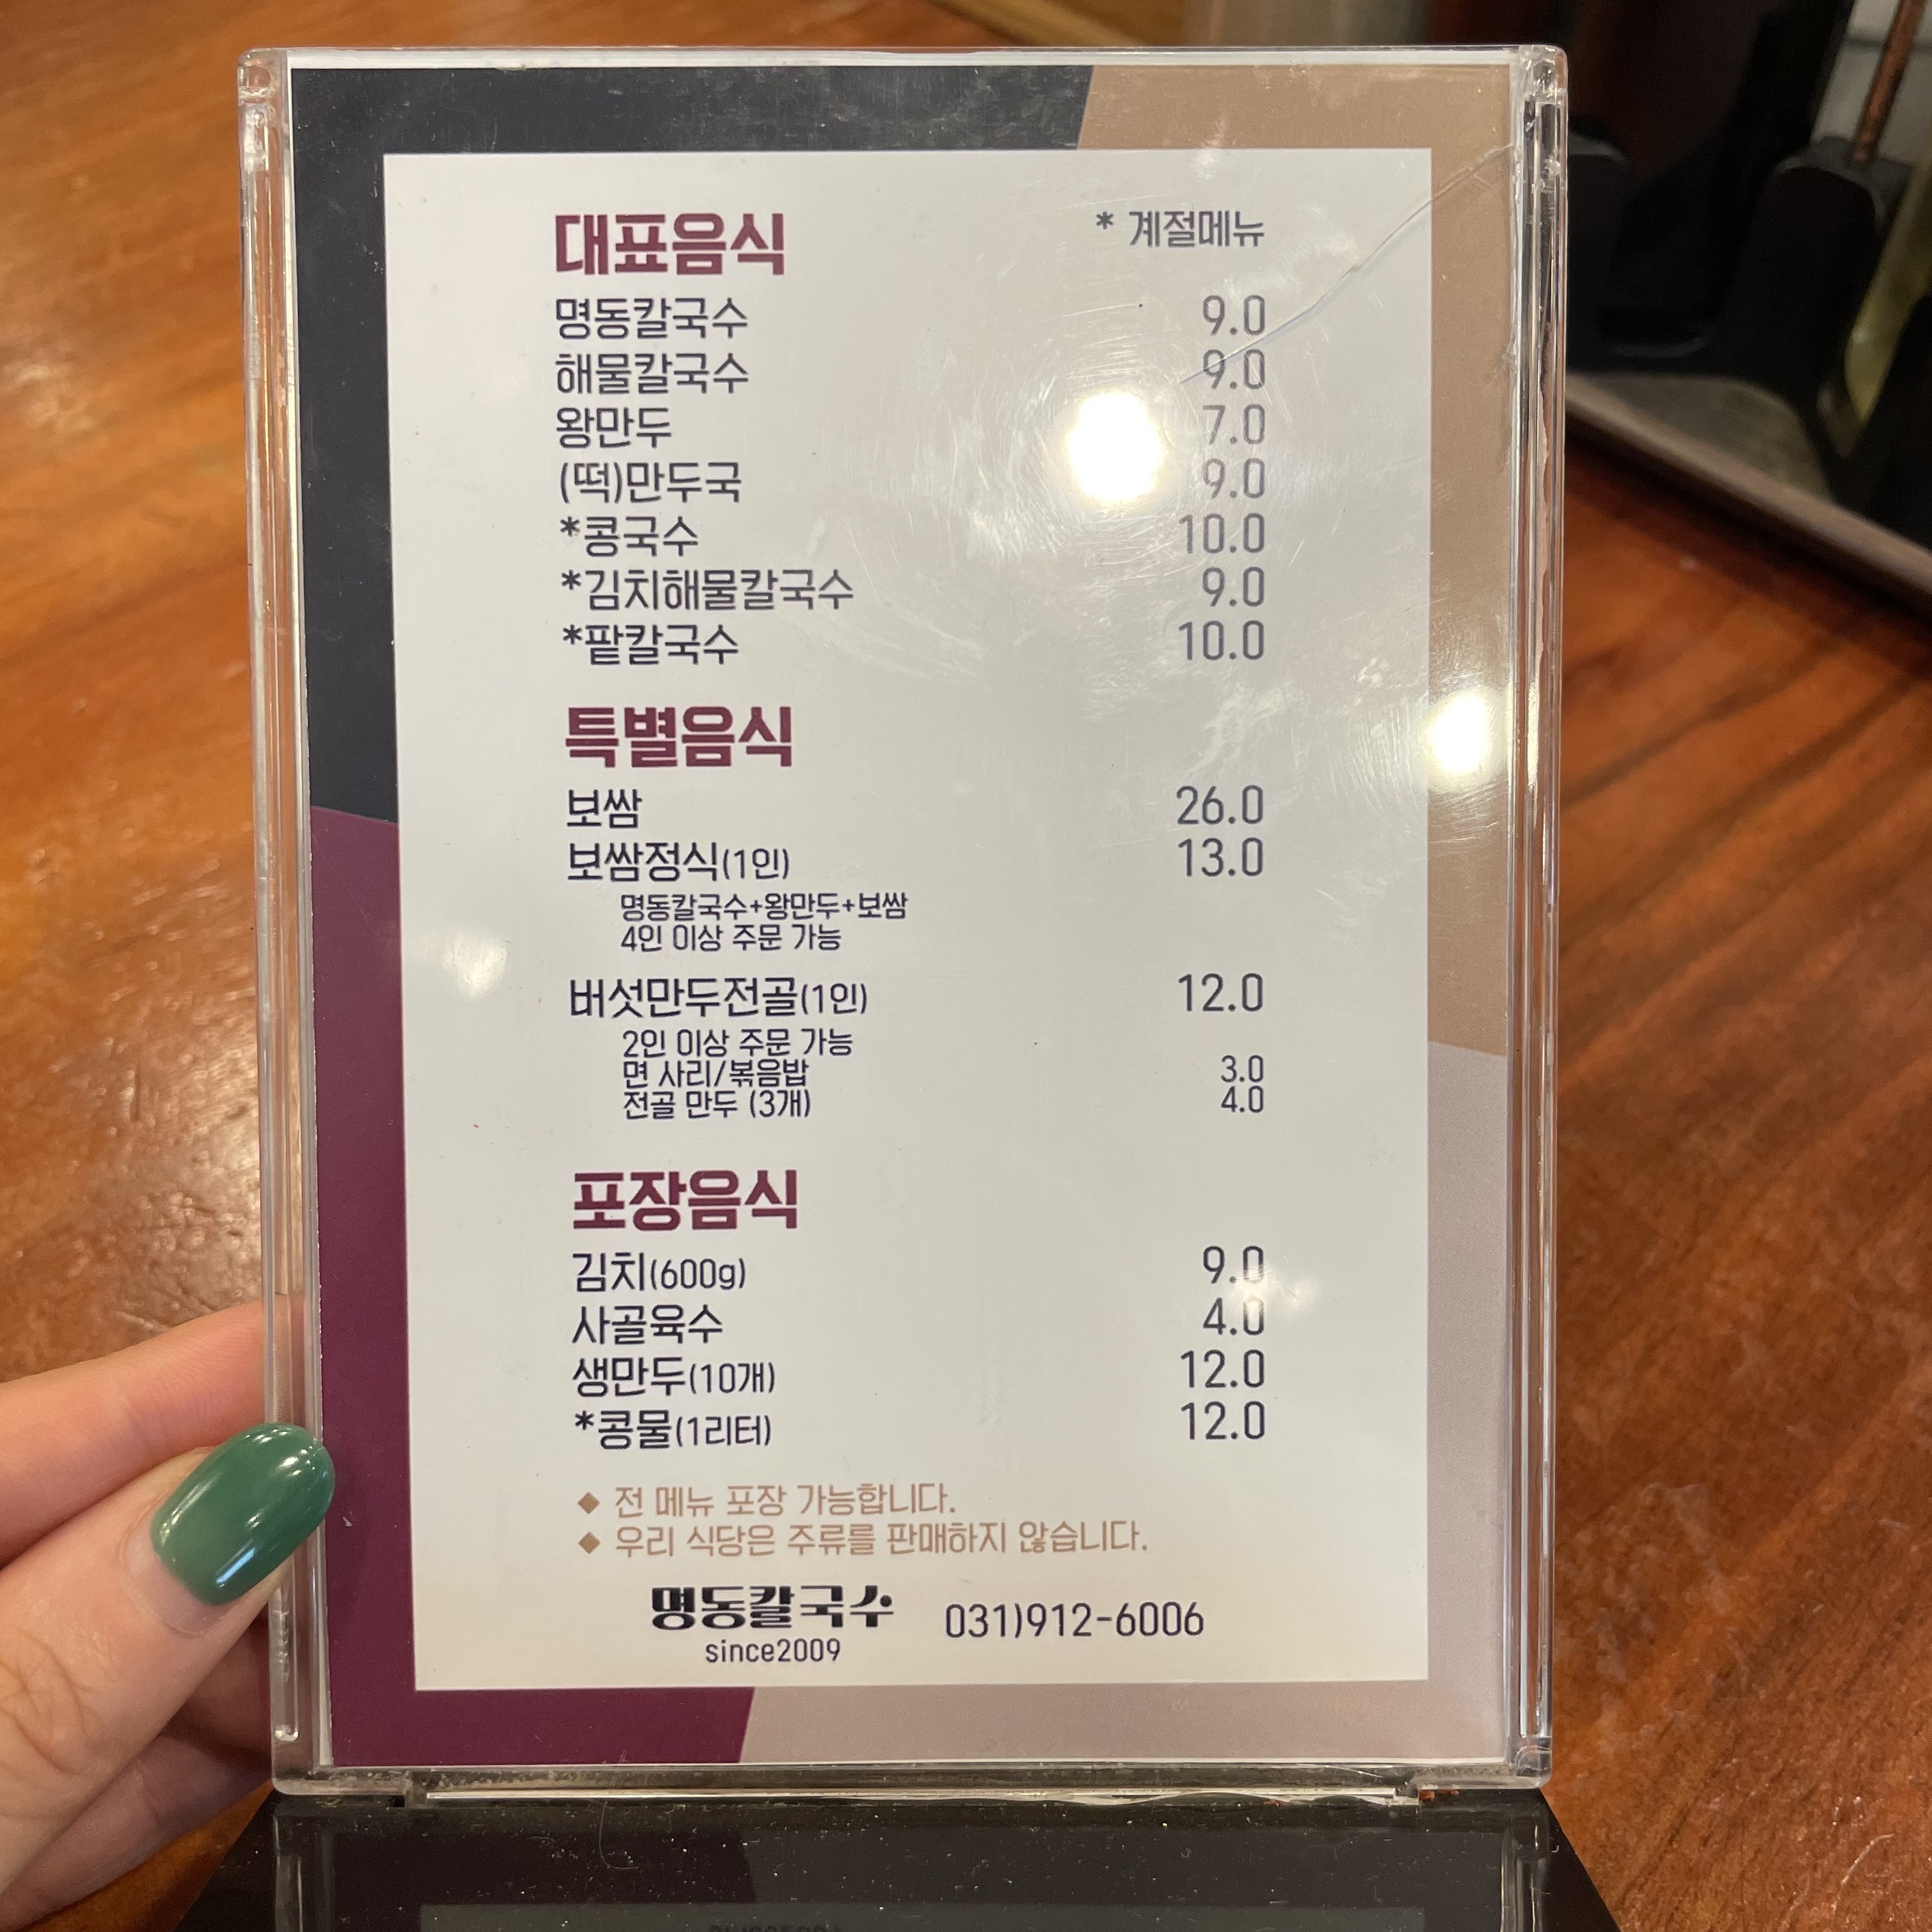 대표음식 * 계절메뉴
명동칼국수 9.0
해물칼국수 9.0
왕만두 7.0
(떡)만두국 9.0
*콩국수 10.0
*김치해물칼국수 9.0
*팥칼국수 10.0
특별음식
보쌈 26.0
보쌈정식(1인) 13.0
명동칼국수+왕만두+보쌈
4인 이상 주문 가능
버섯만두전골(1인) 12.0
2인 이상 주문 가능
면 사리/볶음밥 3.0
전골 만두 (3개) 4.0
포장음식
김치(600g) 9.0
사골육수 4.0
생만두(10개) 12.0
*콩물(1리터) 12.0
◆ 전 메뉴 포장 가능합니다.
◆ 우리 식당은 주류를 판매하지 않습니다.
명동칼국수 031)912-6006
since2009